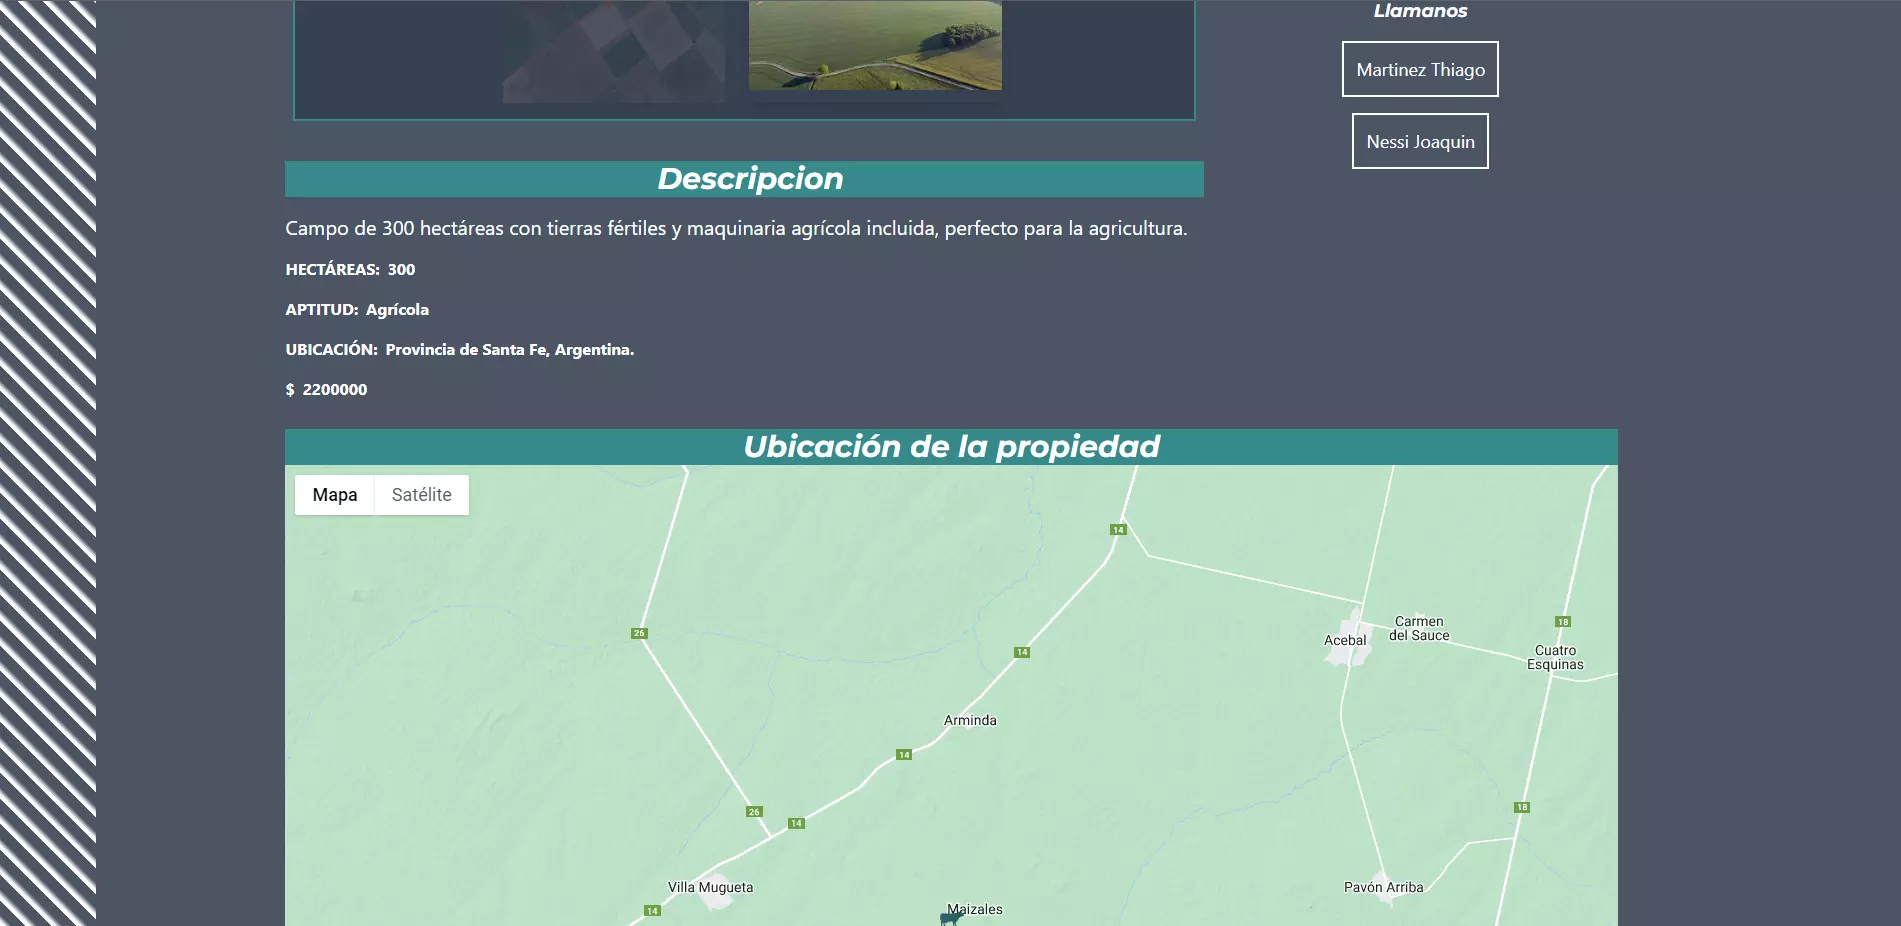 Llamanos
Martinez Thiago
Nessi Joaquin
Descripcion
Campo de 300 hectáreas con tierras fértiles y maquinaria agrícola incluida, perfecto para la agricultura.
HECTÁREAS: 300
APTITUD: Agrícola
UBICACIÓN: Provincia de Santa Fe, Argentina.
$ 2200000
Ubicación de la propiedad
Mapa
Satélite
14
26
14
Acebal
Carmen
del Sauce
18
Cuatro
Esquinas
Arminda
14
26
14
18
Villa Mugueta
14
Pavón Arriba
Maizales